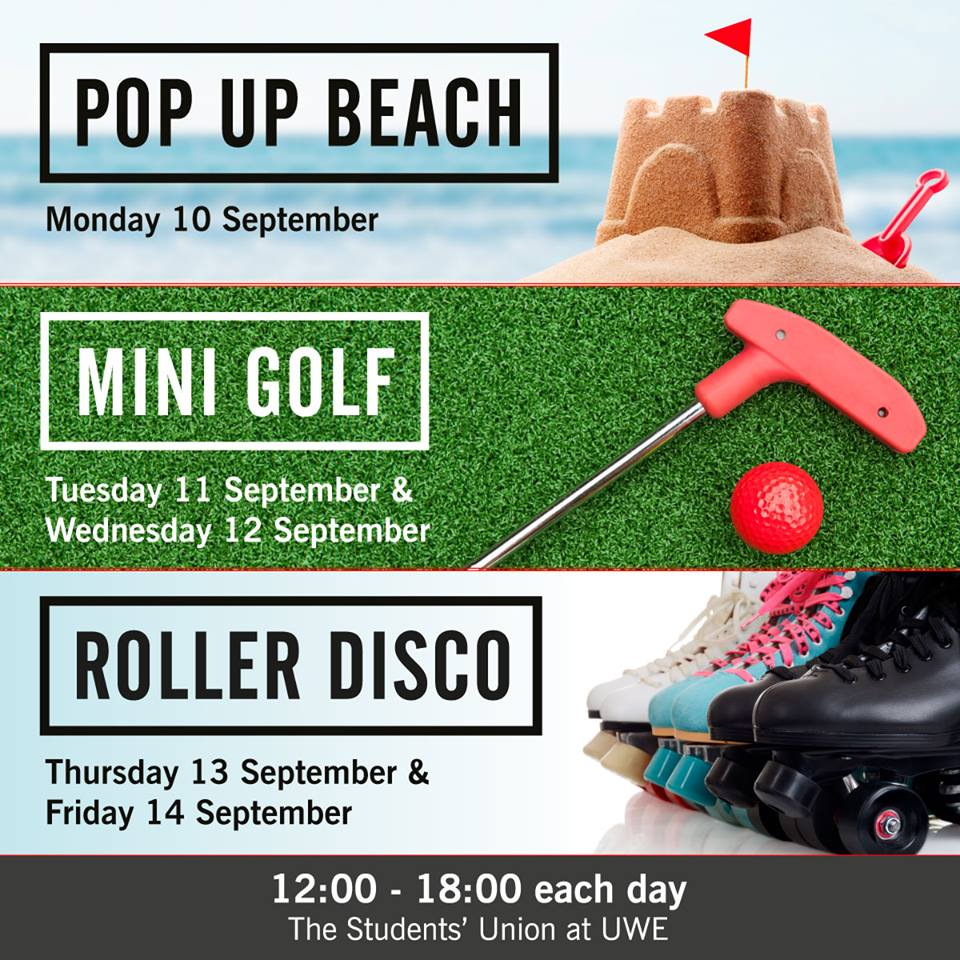 POP UP BEACH
Monday 10 September
MINI GOLF
Tuesday 11 September &
Wednesday 12 September
ROLLER DISCO
Thursday 13 September &
Friday 14 September
12:00 - 18:00 each day
The Students' Union at UWE